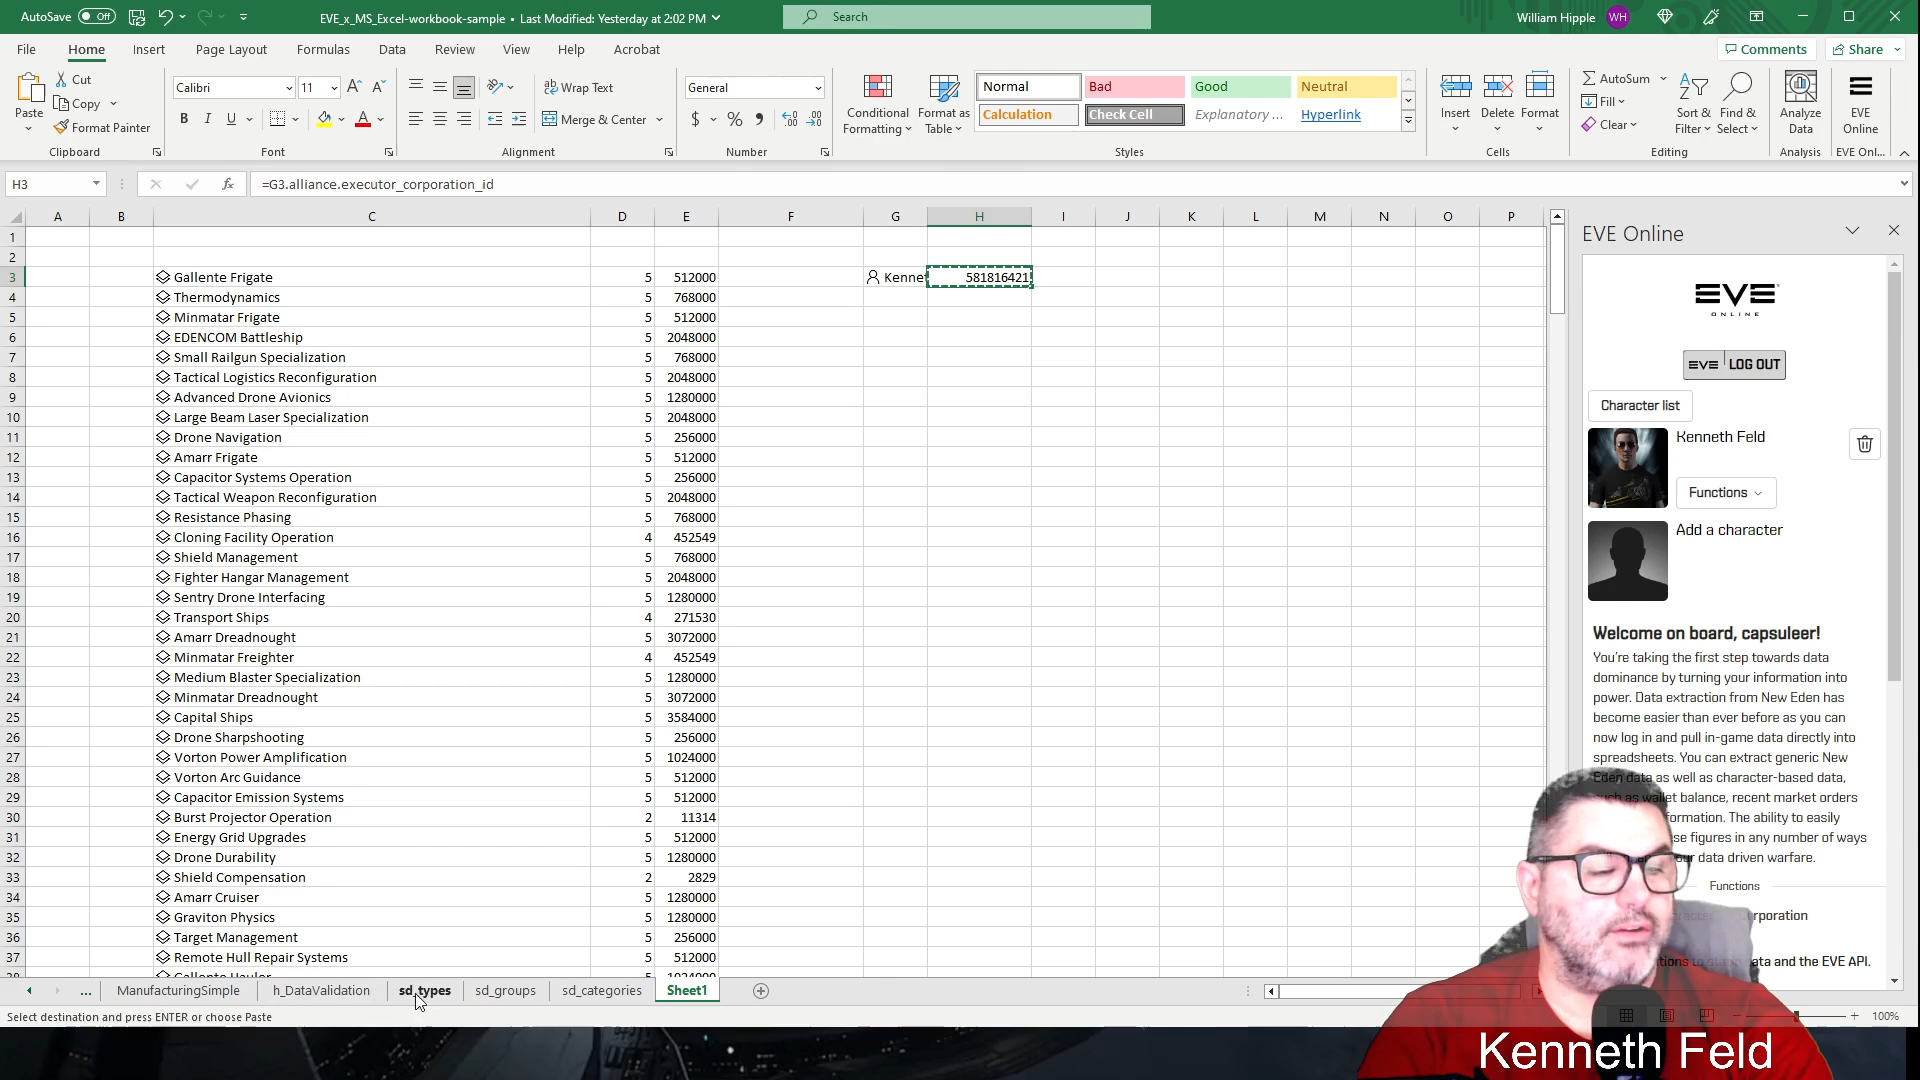 AutoSave Off EVE_x_MS_Excel-workbook-sample • Last Modified: Yesterday at 2:02 PM Search William Hipple WH
File Home Insert Page Layout Formulas Data Review View Help Acrobat Comments Share
Paste Cut Copy Format Painter Clipboard
Calibri 11 B I U A Font
Wrap Text Merge & Center Alignment
General $ % Number
Conditional Formatting Format as Table
Normal Bad Good Neutral
Calculation Check Cell Explanatory ... Hyperlink
Styles
Insert Delete Format Cells
AutoSum Fill Clear Sort & Filter Find & Select Editing
Analyze Data Analysis
EVE Online EVE Onl...
H3 fx =G3.alliance.executor_corporation_id
A B C D E F G H I J K L M N O P
1
2
3 Gallente Frigate 5 512000 Kennet 581816421
4 Thermodynamics 5 768000
5 Minmatar Frigate 5 512000
6 EDENCOM Battleship 5 2048000
7 Small Railgun Specialization 5 768000
8 Tactical Logistics Reconfiguration 5 2048000
9 Advanced Drone Avionics 5 1280000
10 Large Beam Laser Specialization 5 2048000
11 Drone Navigation 5 256000
12 Amarr Frigate 5 512000
13 Capacitor Systems Operation 5 256000
14 Tactical Weapon Reconfiguration 5 2048000
15 Resistance Phasing 5 768000
16 Cloning Facility Operation 4 452549
17 Shield Management 5 768000
18 Fighter Hangar Management 5 2048000
19 Sentry Drone Interfacing 5 1280000
20 Transport Ships 4 271530
21 Amarr Dreadnought 5 3072000
22 Minmatar Freighter 4 452549
23 Medium Blaster Specialization 5 1280000
24 Minmatar Dreadnought 5 3072000
25 Capital Ships 5 3584000
26 Drone Sharpshooting 5 256000
27 Vorton Power Amplification 5 1024000
28 Vorton Arc Guidance 5 512000
29 Capacitor Emission Systems 5 512000
30 Burst Projector Operation 2 11314
31 Energy Grid Upgrades 5 512000
32 Drone Durability 5 1280000
33 Shield Compensation 2 2829
34 Amarr Cruiser 5 1280000
35 Graviton Physics 5 1280000
36 Target Management 5 256000
37 Remote Hull Repair Systems 5 512000
38 Gallente Hauler 5 1024000
EVE Online
EVE
ONLINE
EVE LOG OUT
Character list
Kenneth Feld
Functions
Add a character
Welcome on board, capsuleer!
You're taking the first step towards data
dominance by turning your information into
power. Data extraction from New Eden has
become easier than ever before as you can
now log in and pull in-game data directly into
spreadsheets. You can extract generic New
Eden data as well as character-based data,
such as wallet balance, recent market orders
formation. The ability to easily
se figures in any number of ways
our data driven warfare.
Functions
rporation
tions to ata and the EVE API.
... ManufacturingSimple h_DataValidation sd_types sd_groups sd_categories Sheet1
Select destination and press ENTER or choose Paste 100%
Kenneth Feld